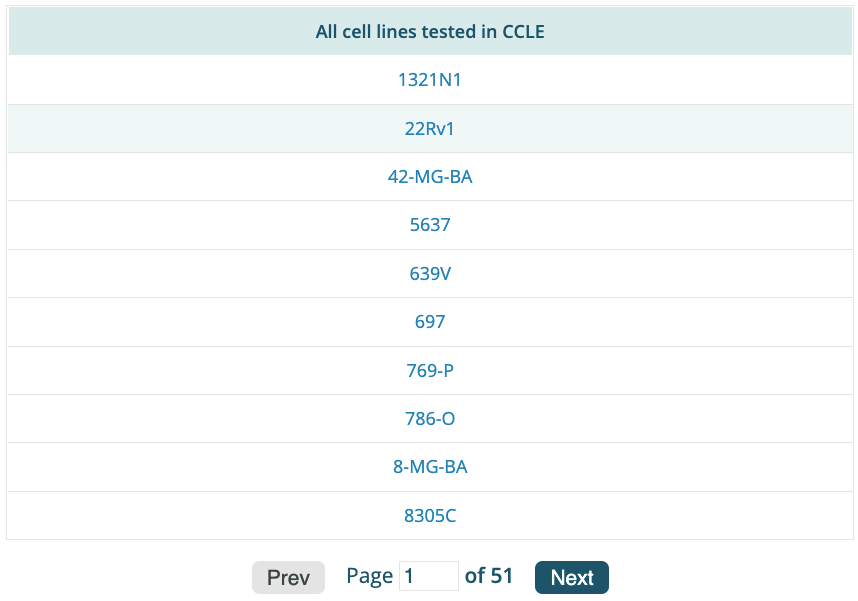 All cell lines tested in CCLE
1321N1
22Rv1
42-MG-BA
5637
639V
697
769-P
786-O
8-MG-BA
8305C
Prev Page 1 of 51 Next